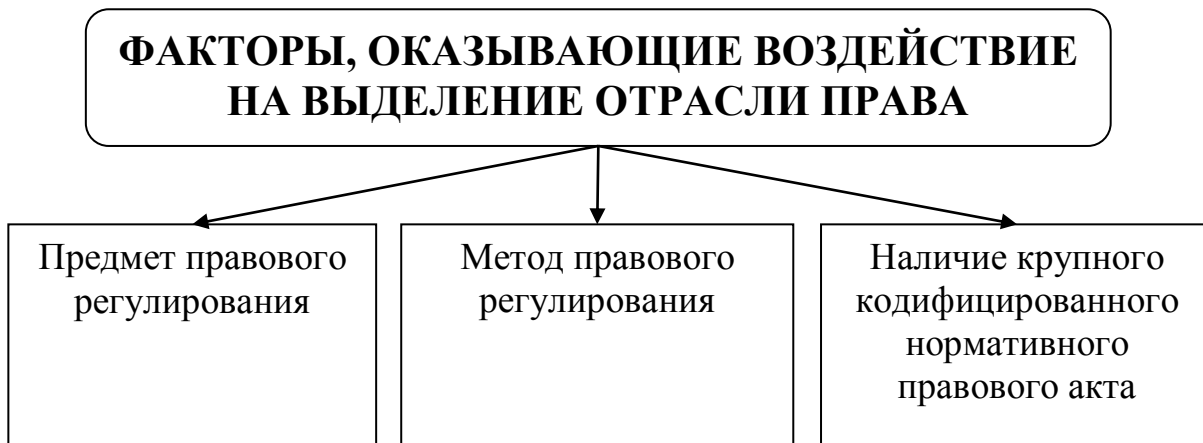 ФАКТОРЫ, ОКАЗЫВАЮЩИЕ ВОЗДЕЙСТВИЕ
НА ВЫДЕЛЕНИЕ ОТРАСЛИ ПРАВА
Предмет правового
регулирования
Метод правового
регулирования
Наличие крупного
кодифицированного
нормативного
правового акта